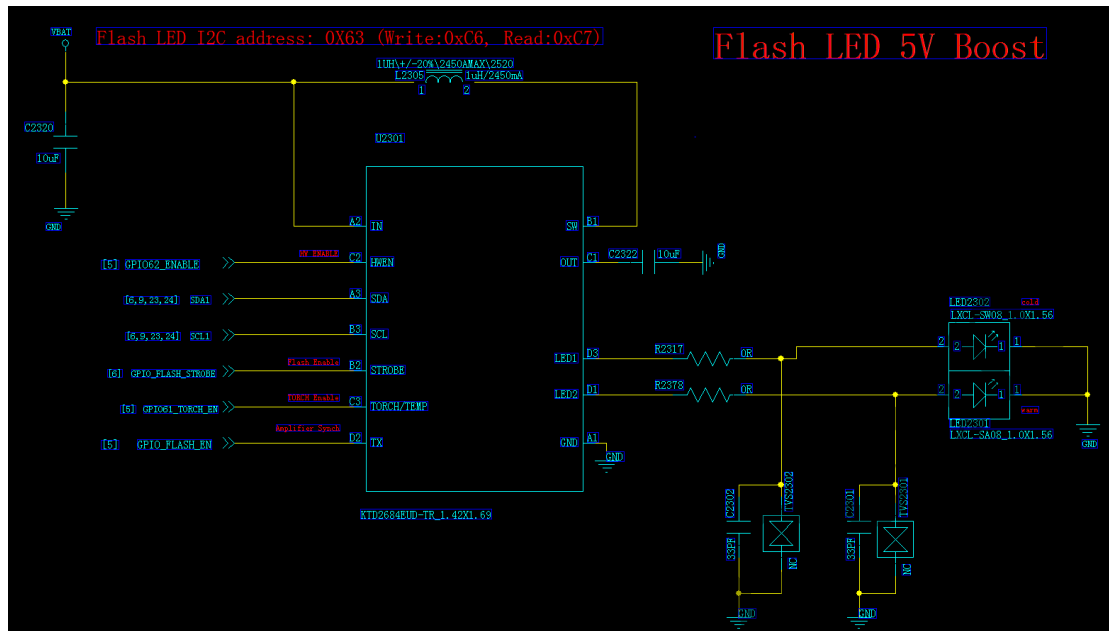 VBAT
Flash LED I2C address: 0X63 (Write:0xC6, Read:0xC7)
Flash LED 5V Boost
1UH\+/-20%\2450AMAX\2520
L2305 1uH/2450mA
1 2
C2320
10uF
GND
U2301
A2 IN
SW B1
[5] GPIO62_ENABLE
HW ENABLE
C2 HWEN
OUT C1
C2322 10uF
GND
[6,9,23,24] SDA1
A3 SDA
[6,9,23,24] SCL1
B3 SCL
LED2302 cold
LXCL-SW08_1.0X1.56
2 2 1 1
[6] GPIO_FLASH_STROBE
Flash Enable
B2 STROBE
LED1 D3
R2317 0R
[5] GPIO61_TORCH_EN
TORCH Enable
C3 TORCH/TEMP
LED2 D1
R2378 0R
2 2 1 1
warm
LED2301
LXCL-SA08_1.0X1.56
GND
[5] GPIO_FLASH_EN
Amplifier Synch
D2 TX
GND A1
GND
KTD2684EUD-TR_1.42X1.69
C2302
33PF
TVS2302
NC
GND
C2301
33PF
TVS2301
NC
GND